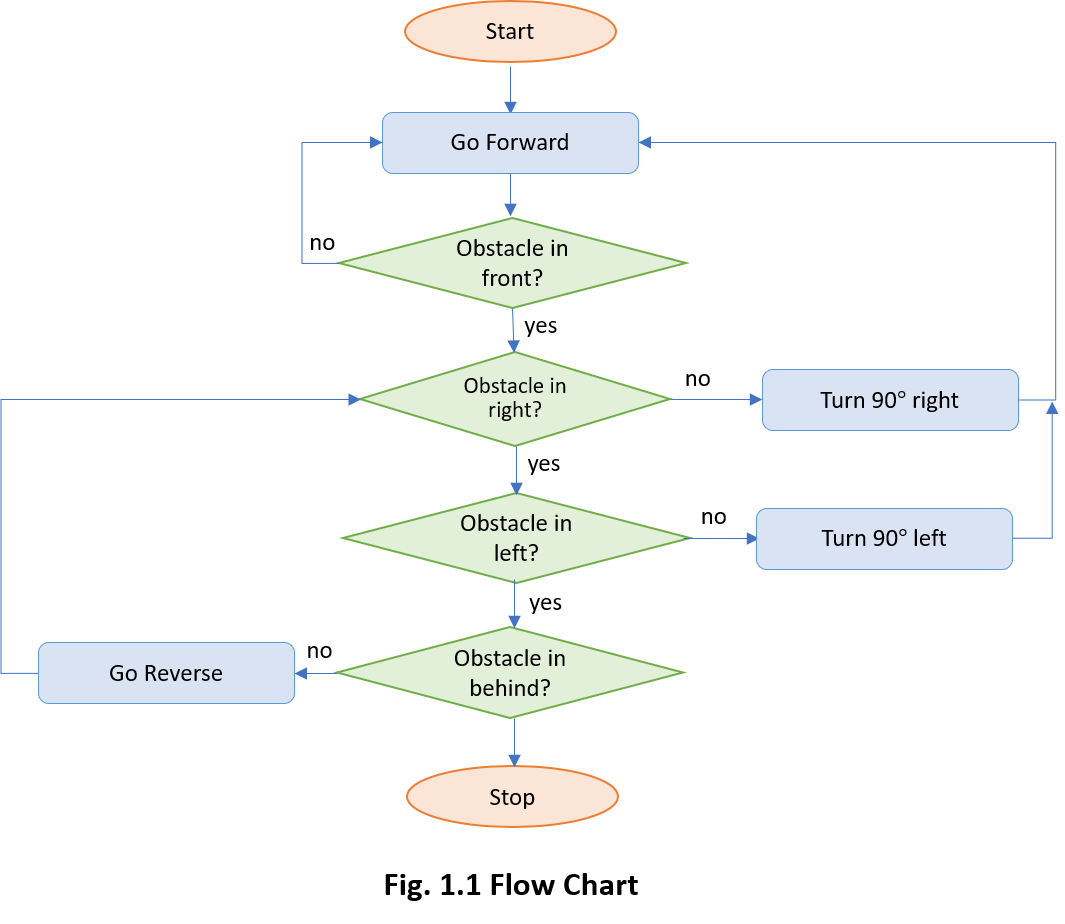 Start
Go Forward
no
Obstacle in
front?
yes
Obstacle in
right?
no
Turn 90° right
yes
Obstacle in
left?
no
Turn 90° left
yes
Obstacle in
behind?
no
Go Reverse
Stop
Fig. 1.1 Flow Chart